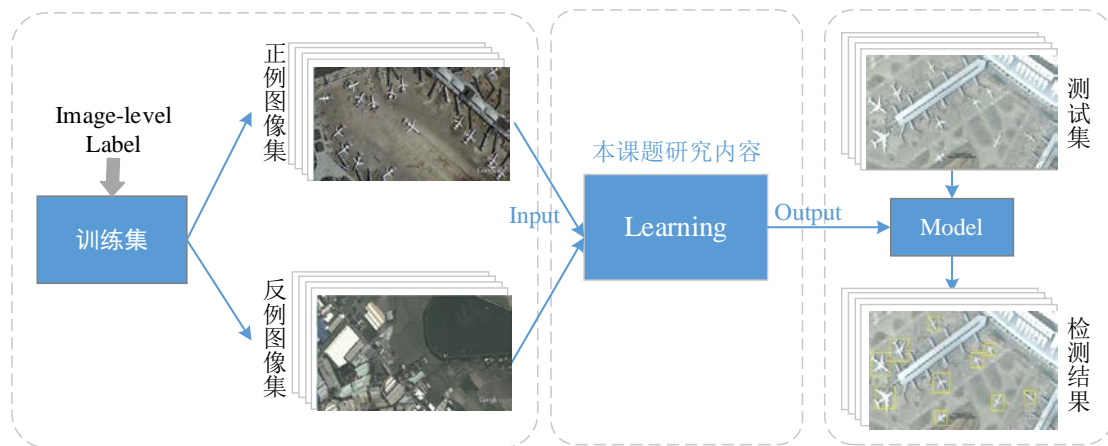 Image-level
Label
训练集
正例图像集
反例图像集
Input
本课题研究内容
Learning
Output
测试集
Model
检测结果
Google